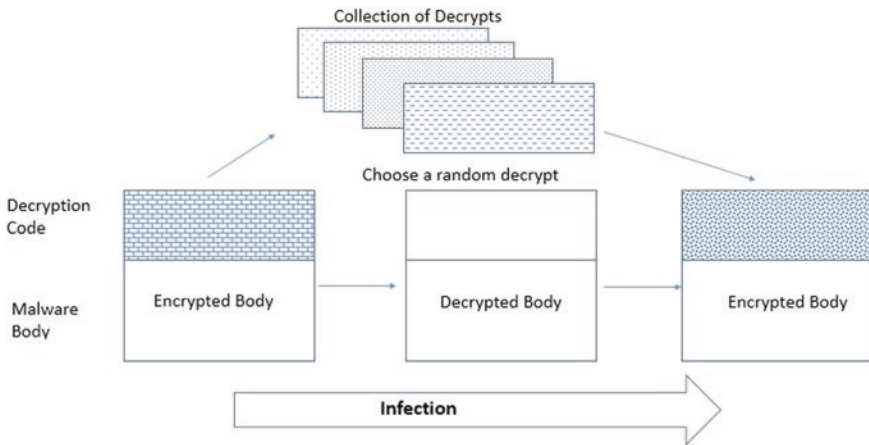 Collection of Decrypts
Choose a random decrypt
Decryption
Code
Encrypted Body
Decrypted Body
Encrypted Body
Malware
Body
Infection